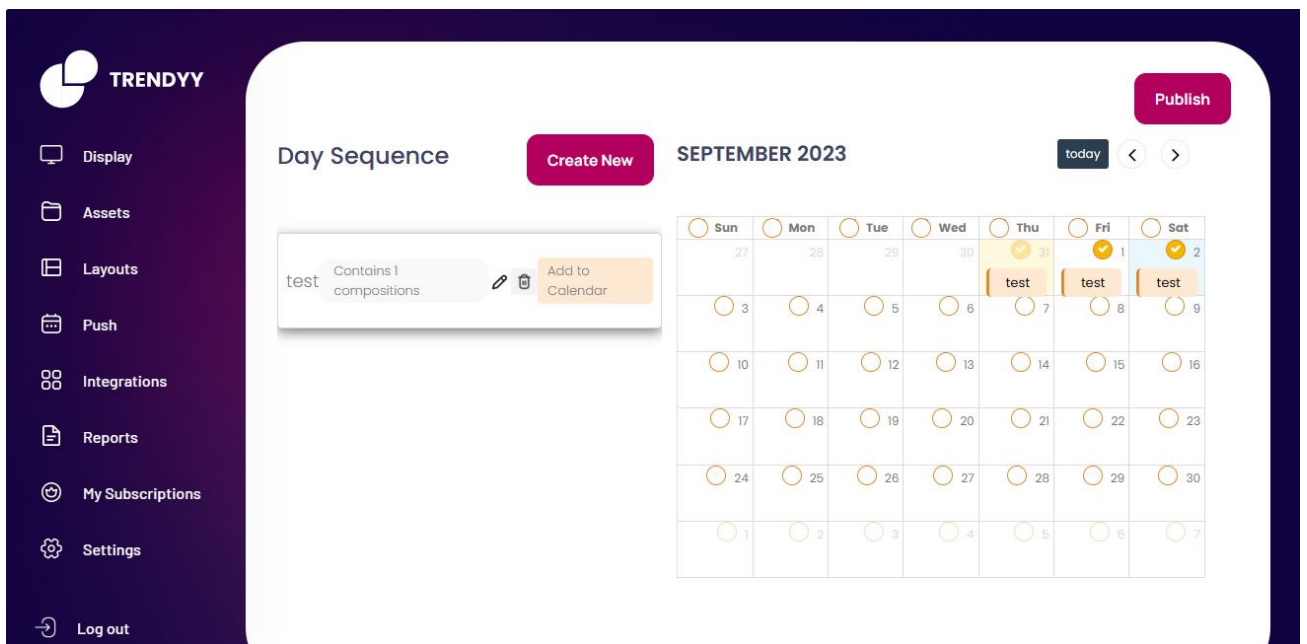 TRENDYY
Display
Assets
Layouts
Push
Integrations
Reports
My Subscriptions
Settings
Log out
Publish
Day Sequence
Create New
test
Contains 1
compositions
Add to
Calendar
SEPTEMBER 2023
today
Sun Mon Tue Wed Thu Fri Sat
27 28 29 30 31 1 2
test test test
3 4 5 6 7 8 9
10 11 12 13 14 15 16
17 18 19 20 21 22 23
24 25 26 27 28 29 30
1 2 3 4 5 6 7